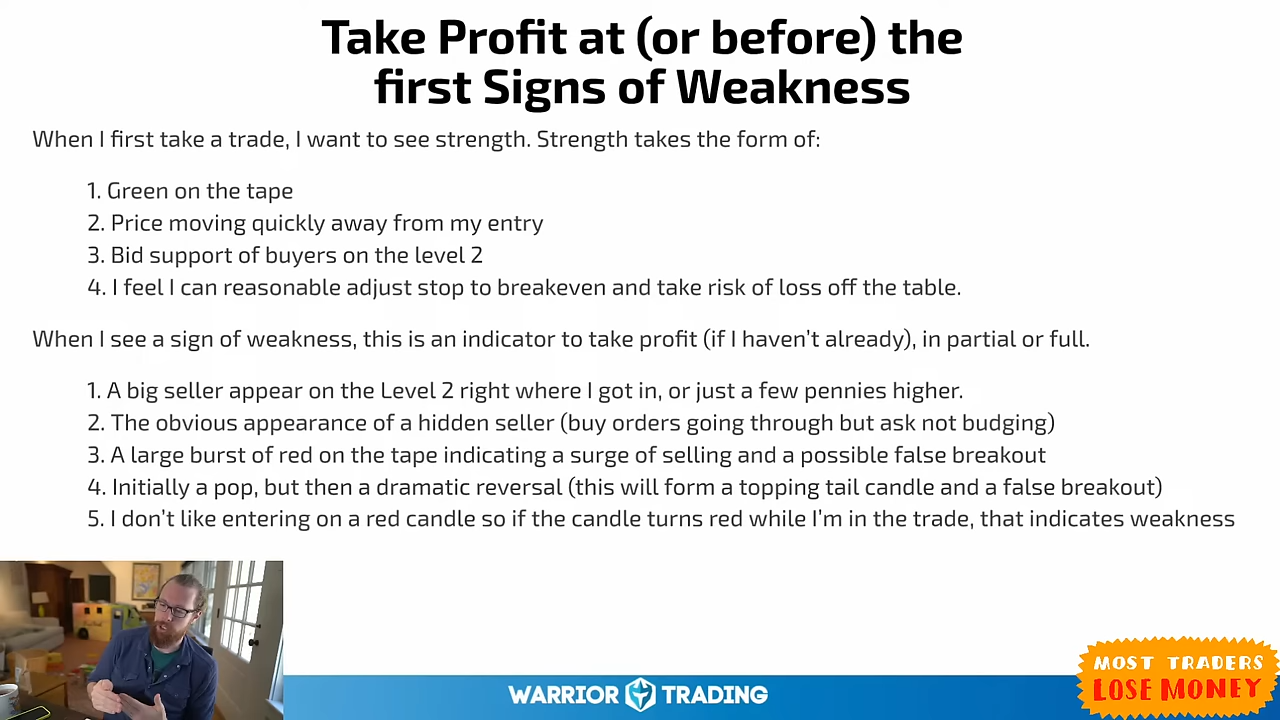 Take Profit at (or before) the
first Signs of Weakness
When I first take a trade, I want to see strength. Strength takes the form of:
1. Green on the tape
2. Price moving quickly away from my entry
3. Bid support of buyers on the level 2
4. I feel I can reasonable adjust stop to breakeven and take risk of loss off the table.
When I see a sign of weakness, this is an indicator to take profit (if I haven't already), in partial or full.
1. A big seller appear on the Level 2 right where I got in, or just a few pennies higher.
2. The obvious appearance of a hidden seller (buy orders going through but ask not budging)
3. A large burst of red on the tape indicating a surge of selling and a possible false breakout
4. Initially a pop, but then a dramatic reversal (this will form a topping tail candle and a false breakout)
5. I don't like entering on a red candle so if the candle turns red while I'm in the trade, that indicates weakness
WARRIOR TRADING
MOST TRADERS
LOSE MONEY